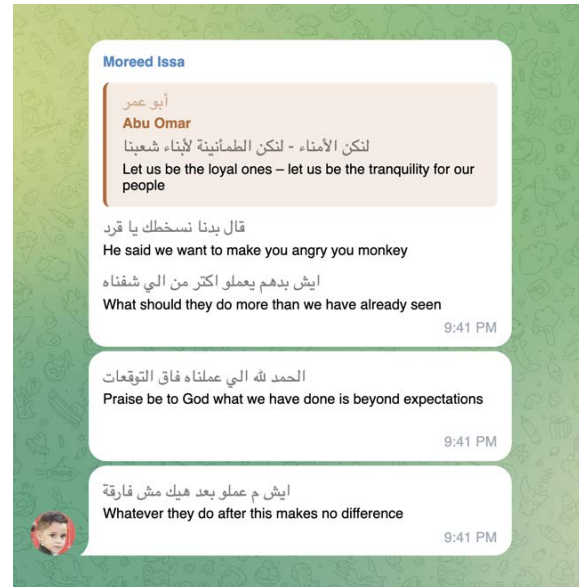 Moreed Issa
أبو عمر
Abu Omar
لنكن الأمناء - لنكن الطمأنينة لأبناء شعبنا
Let us be the loyal ones – let us be the tranquility for our
people
قال بدنا نسخطك يا قرد
He said we want to make you angry you monkey
ايش بدهم يعملو اكتر من الي شفناه
What should they do more than we have already seen
9:41 PM
الحمد لله الي عملناه فاق التوقعات
Praise be to God what we have done is beyond expectations
9:41 PM
ايش م عملو بعد هيك مش فارقة
Whatever they do after this makes no difference
9:41 PM